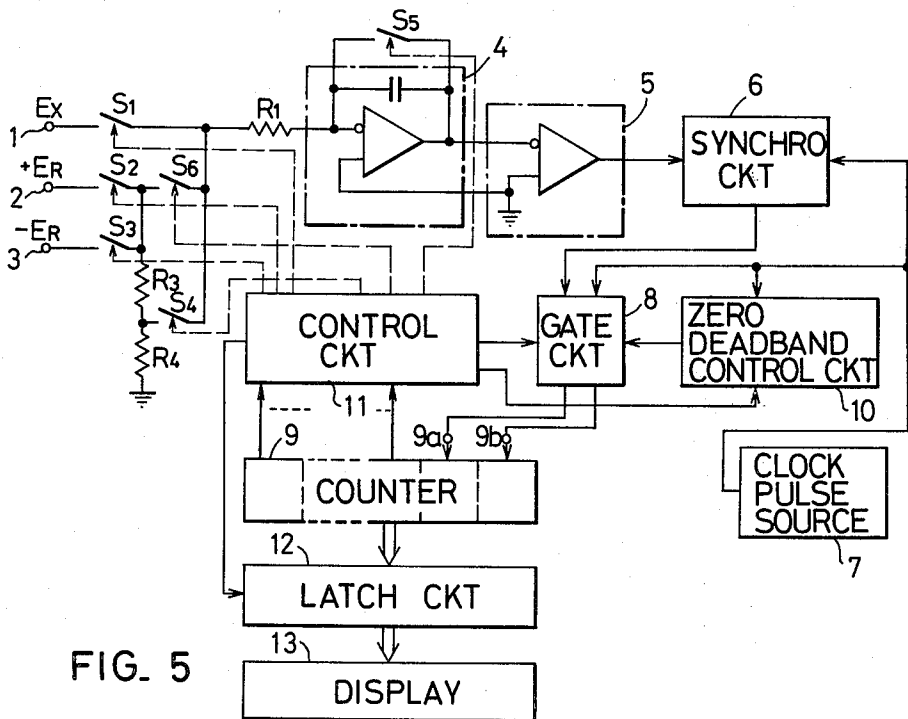 S5
4
5
6
Ex
S1
R1
1
SYNCHRO
CKT
+ER
S2
S6
2
-ER
S3
3
R3
S4
8
CONTROL
CKT
GATE
CKT
ZERO
DEADBAND
CONTROL CKT
R4
11
10
9
9a
9b
COUNTER
CLOCK
PULSE
SOURCE
7
12
LATCH CKT
13
FIG. 5
DISPLAY